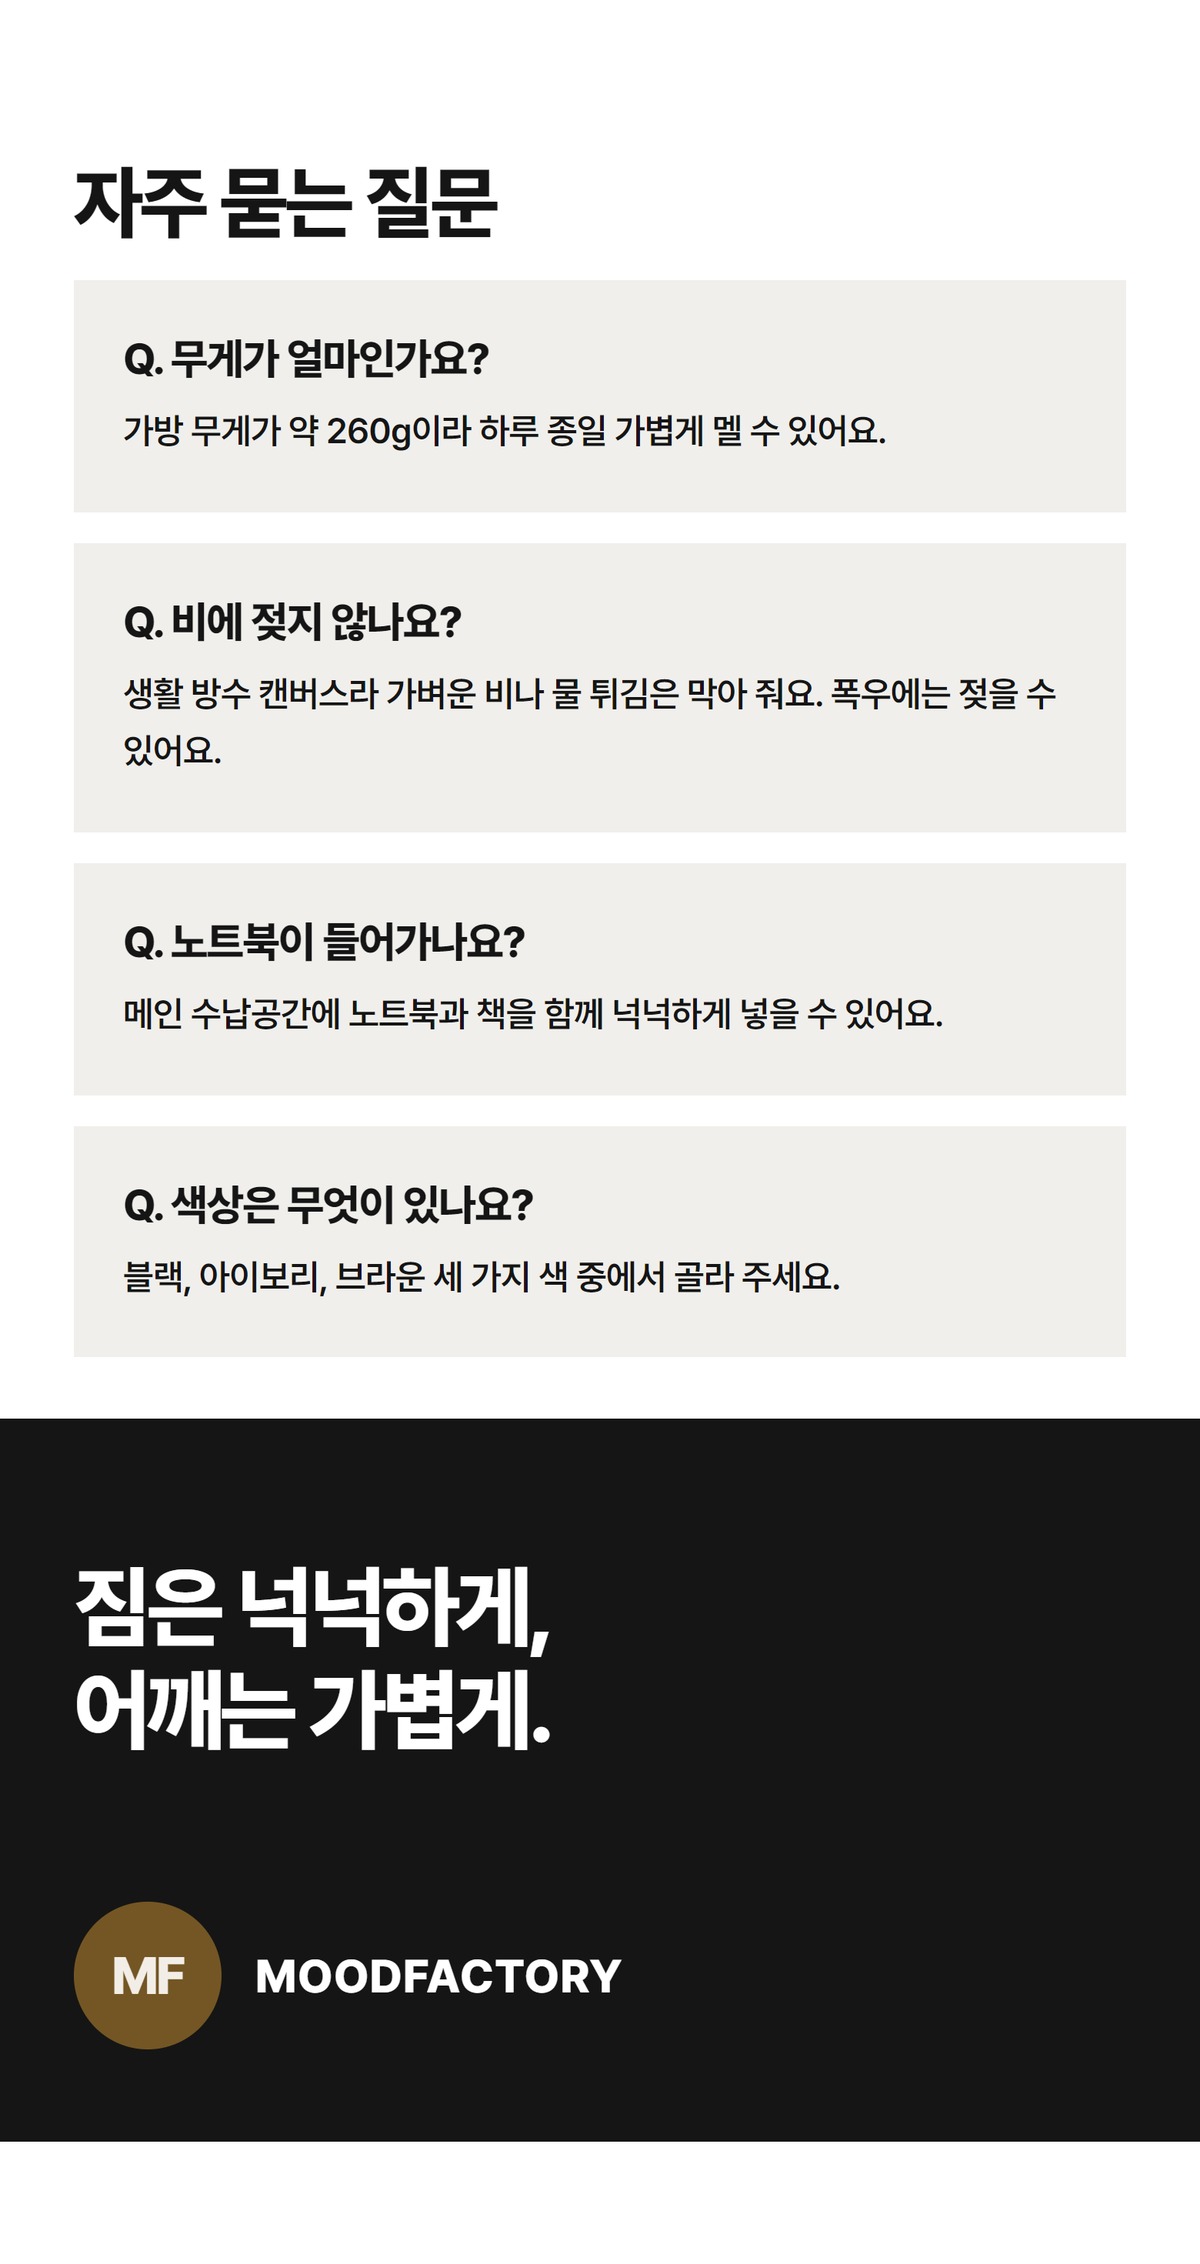 자주 묻는 질문
Q. 무게가 얼마인가요?
가방 무게가 약 260g이라 하루 종일 가볍게 멜 수 있어요.
Q. 비에 젖지 않나요?
생활 방수 캔버스라 가벼운 비나 물 튀김은 막아 줘요. 폭우에는 젖을 수
있어요.
Q. 노트북이 들어가나요?
메인 수납공간에 노트북과 책을 함께 넉넉하게 넣을 수 있어요.
Q. 색상은 무엇이 있나요?
블랙, 아이보리, 브라운 세 가지 색 중에서 골라 주세요.
짐은 넉넉하게,
어깨는 가볍게.
MF MOODFACTORY